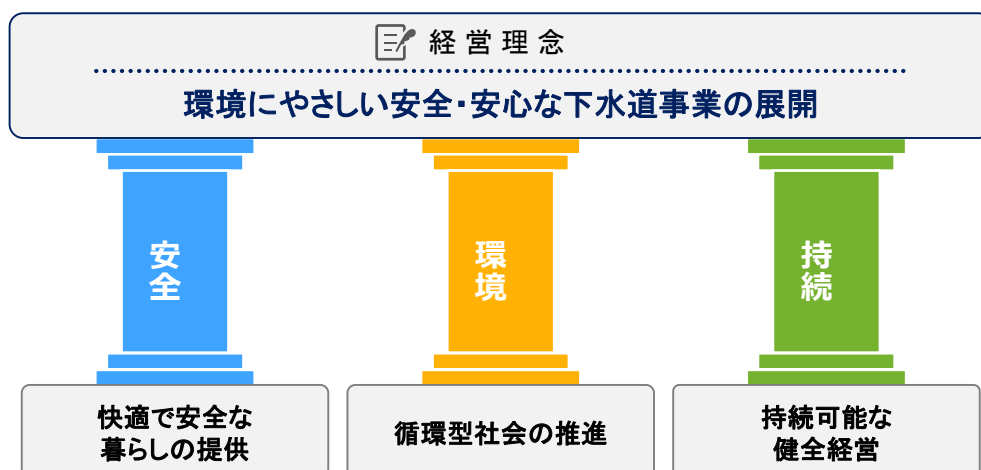 経営理念
環境にやさしい安全・安心な下水道事業の展開
安全
環境
持続
快適で安全な
暮らしの提供
循環型社会の推進
持続可能な
健全経営